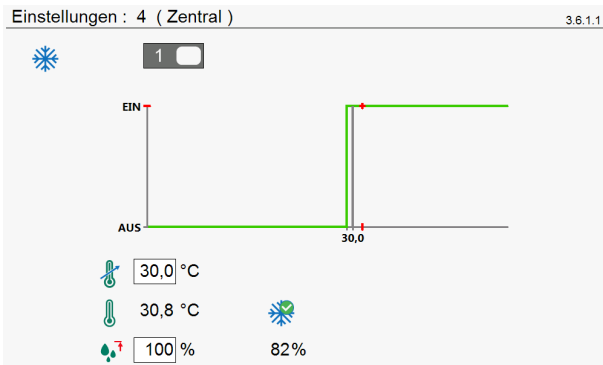 Einstellungen : 4 ( Zentral )
3.6.1.1
1
EIN
AUS
30,0
30,0 °C
30,8 °C
100 % 82%